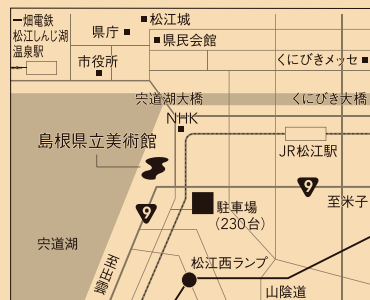 一畑電鉄
松江しんじ湖
温泉駅
松江城
県庁
県民会館
市役所
くにびきメッセ
宍道湖大橋
くにびき大橋
NHK
島根県立美術館
JR松江駅
9
9
駐車場
(230台)
至米子
宍道湖
至出雲
松江西ランプ
山陰道